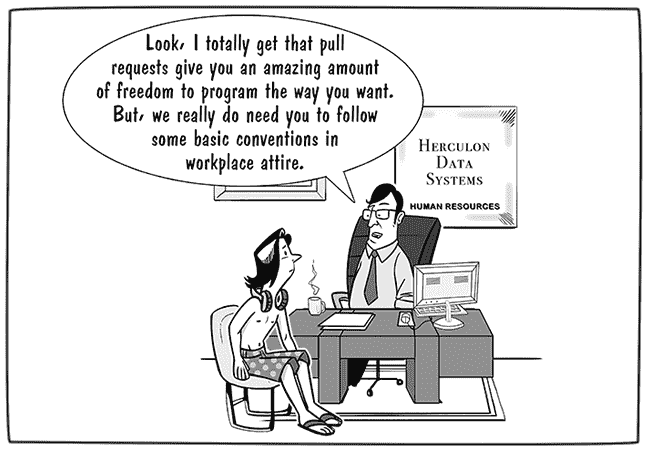 Look, I totally get that pull
requests give you an amazing amount
of freedom to program the way you want.
But, we really do need you to follow
some basic conventions in
workplace attire.
HERCULON
DATA
SYSTEMS
HUMAN RESOURCES